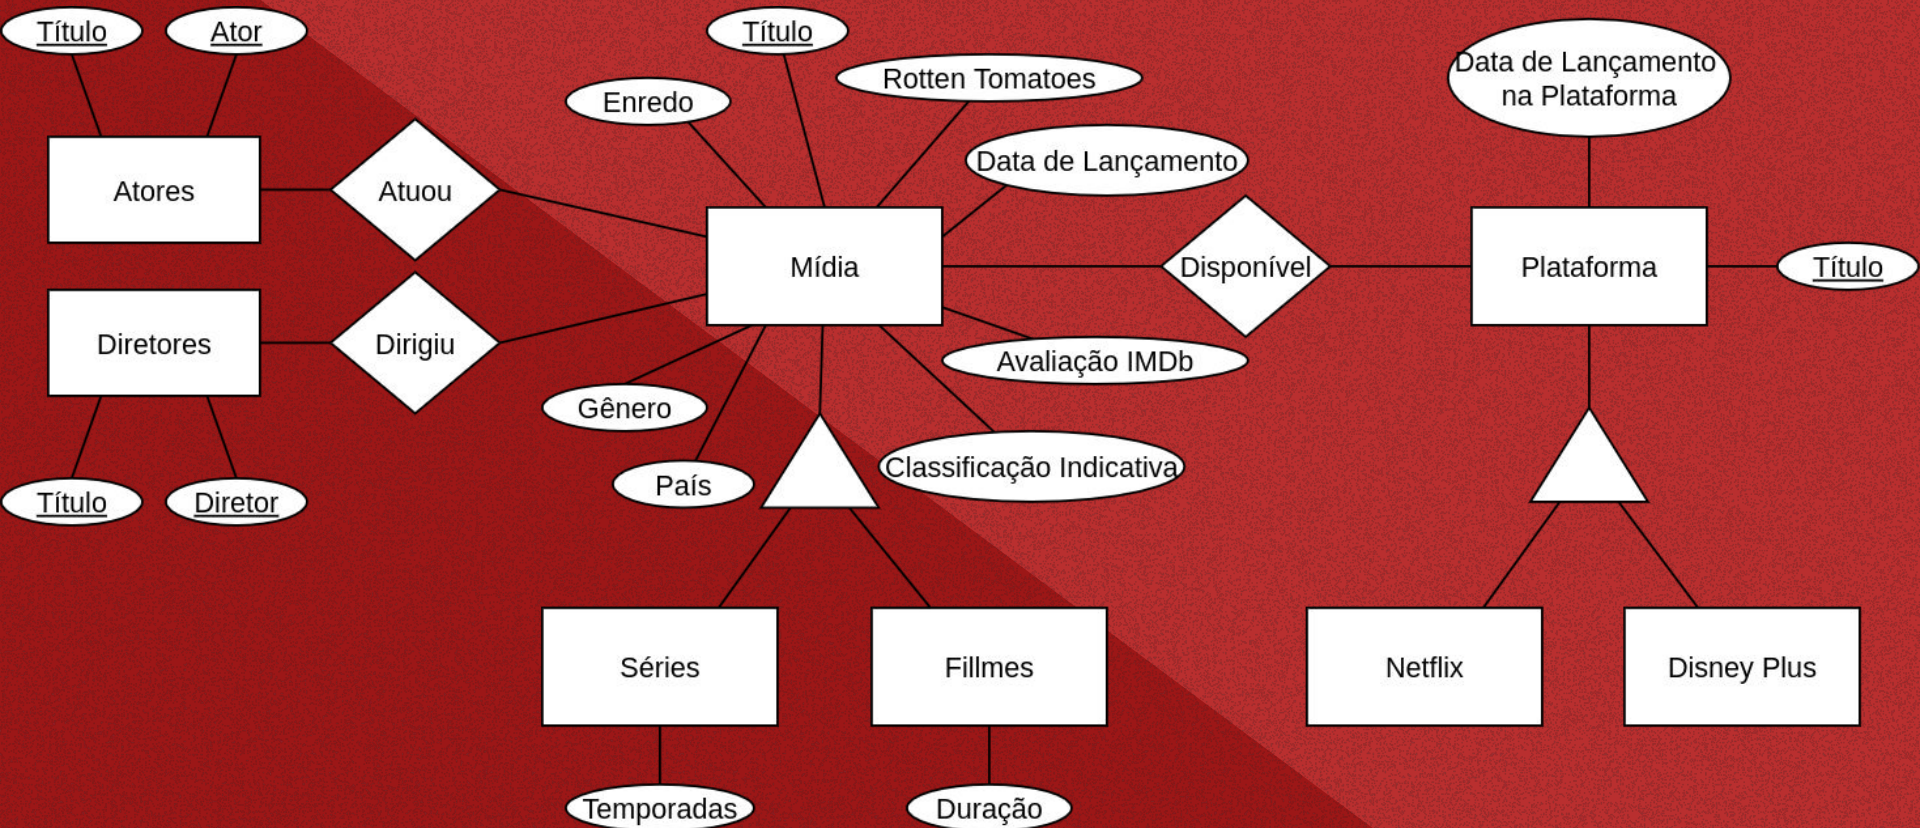 Título
Ator
Título
Rotten Tomatoes
Enredo
Data de Lançamento
na Plataforma
Data de Lançamento
Atores
Atuou
Mídia
Disponível
Plataforma
Título
Diretores
Dirigiu
Avaliação IMDb
Gênero
Classificação Indicativa
País
Título
Diretor
Séries
Fillmes
Netflix
Disney Plus
Temporadas
Duração